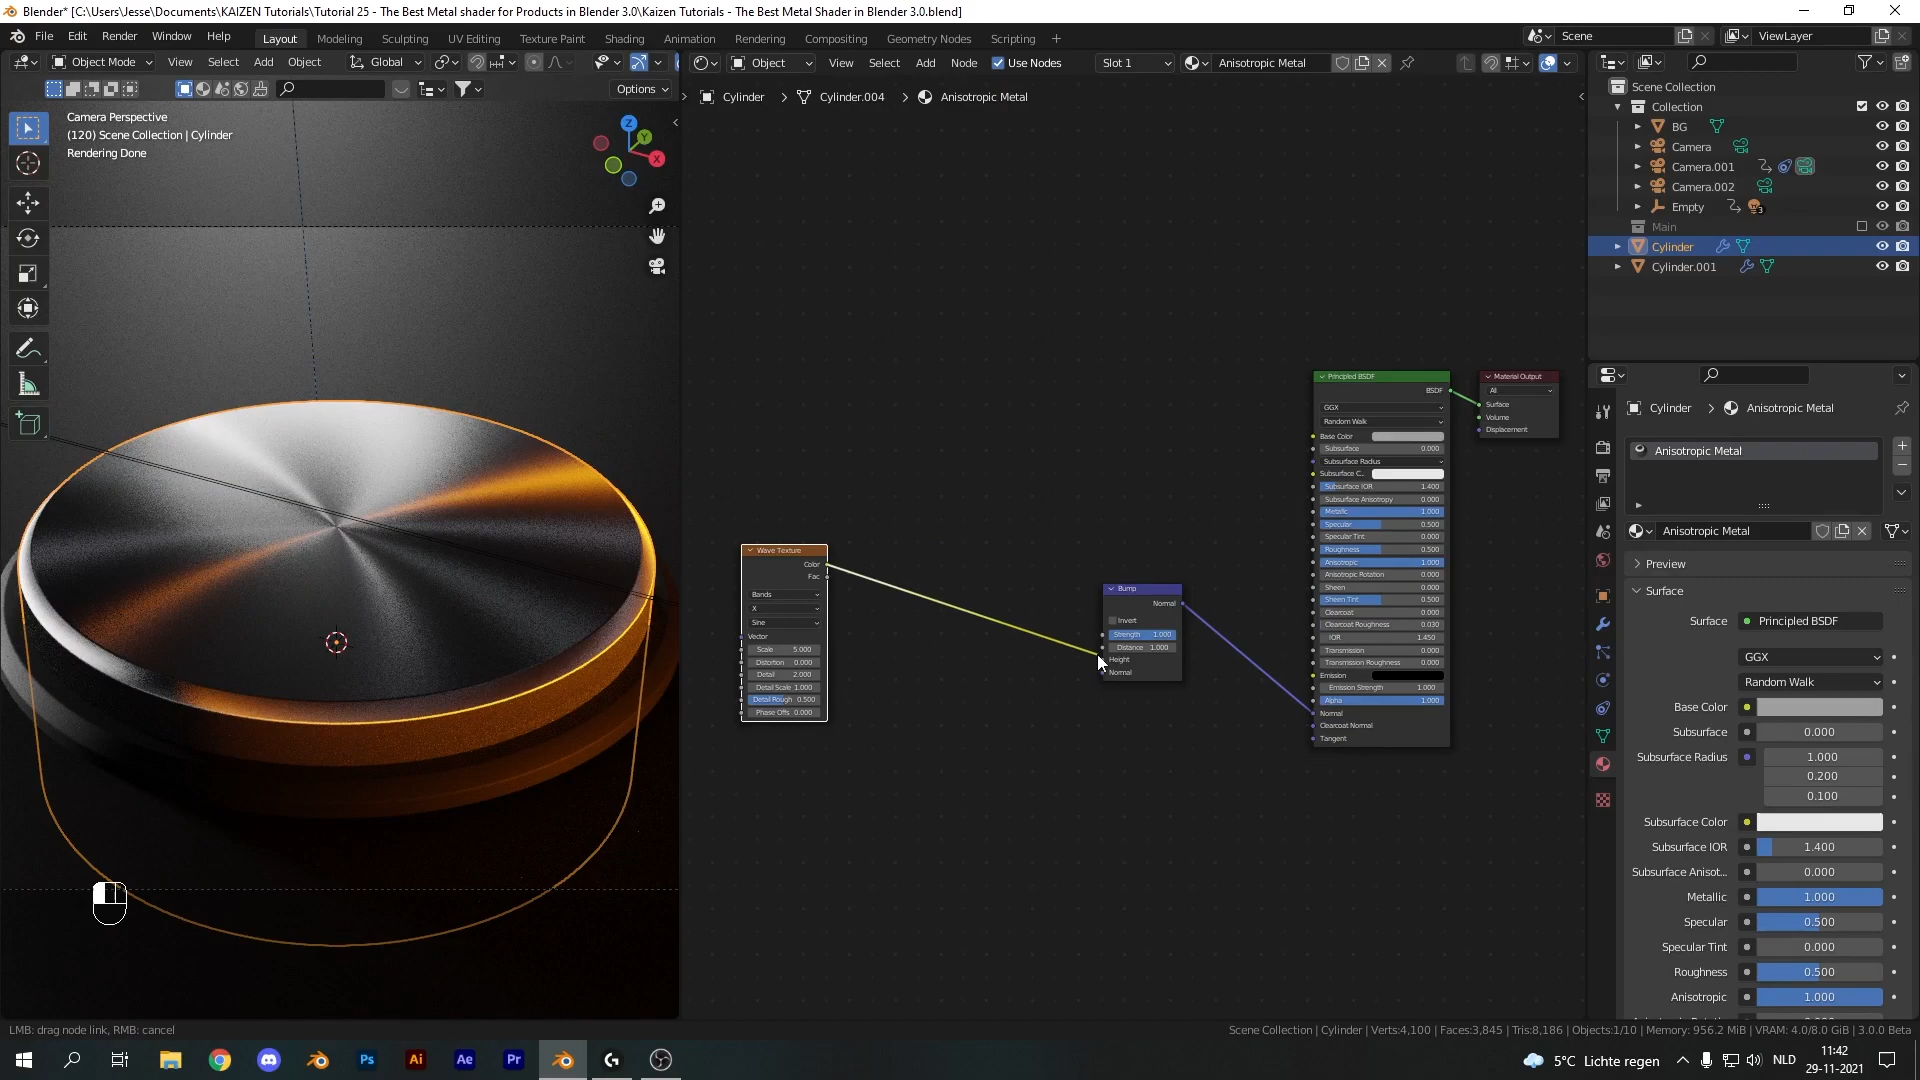 Blender* [C:\Users\Jesse\Documents\KAIZEN Tutorials\Tutorial 25 - The Best Metal shader for Products in Blender 3.0\Kaizen Tutorials - The Best Metal Shader in Blender 3.0.blend]
File Edit Render Window Help Layout Modeling Sculpting UV Editing Texture Paint Shading Animation Rendering Compositing Geometry Nodes Scripting + Scene ViewLayer
Object Mode View Select Add Object Global Object View Select Add Node Use Nodes Slot 1 Anisotropic Metal
Options
Cylinder > Cylinder.004 > Anisotropic Metal
Camera Perspective
(120) Scene Collection | Cylinder
Rendering Done
Z
Y
X
Wave Texture
Color
Fac
Bands
X
Sine
Vector
Scale 5.000
Distortion 0.000
Detail 2.000
Detail Scale 1.000
Detail Rough 0.500
Phase Offs 0.000
Bump
Normal
Invert
Strength 1.000
Distance 1.000
Height
Normal
Principled BSDF
BSDF
GGX
Random Walk
Base Color
Subsurface 0.000
Subsurface Radius
Subsurface C..
Subsurface IOR 1.400
Subsurface Anisotropy 0.000
Metallic 1.000
Specular 0.500
Specular Tint 0.000
Roughness 0.500
Anisotropic 1.000
Anisotropic Rotation 0.000
Sheen 0.000
Sheen Tint 0.500
Clearcoat 0.000
Clearcoat Roughness 0.030
IOR 1.450
Transmission 0.000
Transmission Roughness 0.000
Emission
Emission Strength 1.000
Alpha 1.000
Normal
Clearcoat Normal
Tangent
Material Output
All
Surface
Volume
Displacement
Scene Collection
Collection
BG
Camera
Camera.001
Camera.002
Empty 3
Main
Cylinder
Cylinder.001
Cylinder > Anisotropic Metal
Anisotropic Metal
Anisotropic Metal
Preview
Surface
Surface Principled BSDF
GGX
Random Walk
Base Color
Subsurface 0.000
Subsurface Radius 1.000
0.200
0.100
Subsurface Color
Subsurface IOR 1.400
Subsurface Anisot... 0.000
Metallic 1.000
Specular 0.500
Specular Tint 0.000
Roughness 0.500
Anisotropic 1.000
LMB: drag node link, RMB: cancel
Scene Collection | Cylinder | Verts:4,100 | Faces:3,845 | Tris:8,186 | Objects:1/10 | Memory: 956.2 MiB | VRAM: 4.0/8.0 GiB | 3.0.0 Beta
Ps Ai Ae Pr 5°C Lichte regen NLD 11:42
29-11-2021